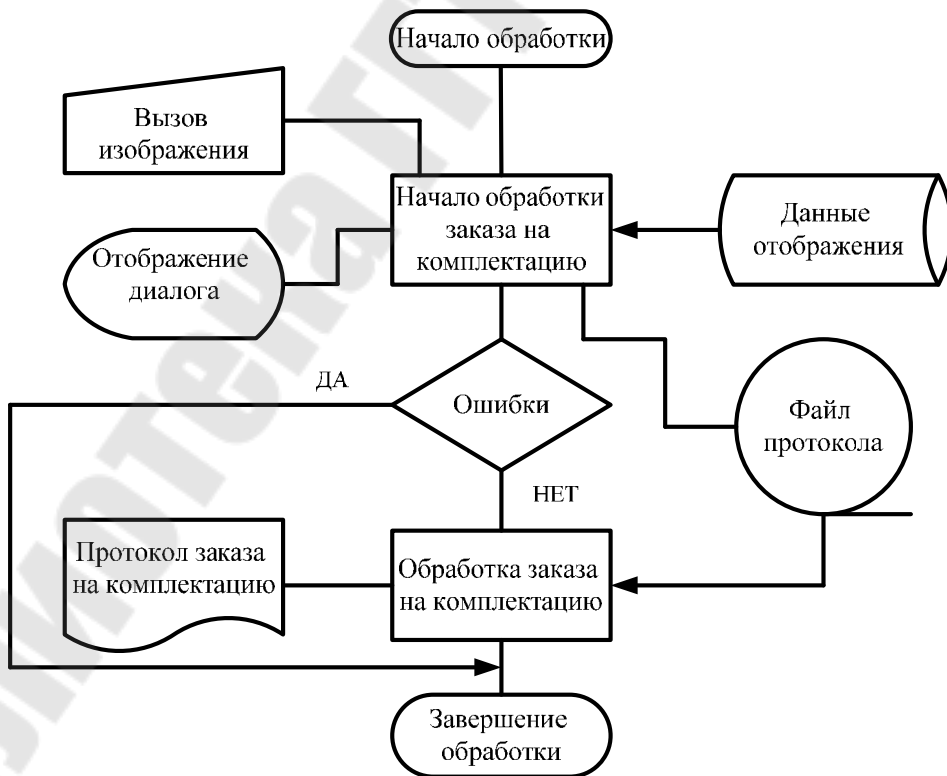 Начало обработки
Вызов
изображения
Начало обработки
заказа на
комплектацию
Данные
отображения
Отображение
диалога
ДА
Ошибки
Файл
протокола
НЕТ
Протокол заказа
на комплектацию
Обработка заказа
на комплектацию
Завершение
обработки